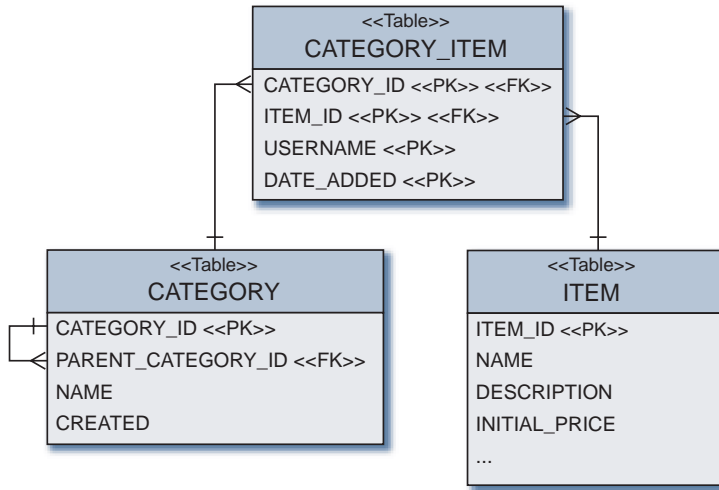 <<Table>>
CATEGORY_ITEM
CATEGORY_ID <<PK>> <<FK>>
ITEM_ID <<PK>> <<FK>>
USERNAME <<PK>>
DATE_ADDED <<PK>>
<<Table>>
CATEGORY
CATEGORY_ID <<PK>>
PARENT_CATEGORY_ID <<FK>>
NAME
CREATED
<<Table>>
ITEM
ITEM_ID <<PK>>
NAME
DESCRIPTION
INITIAL_PRICE
...